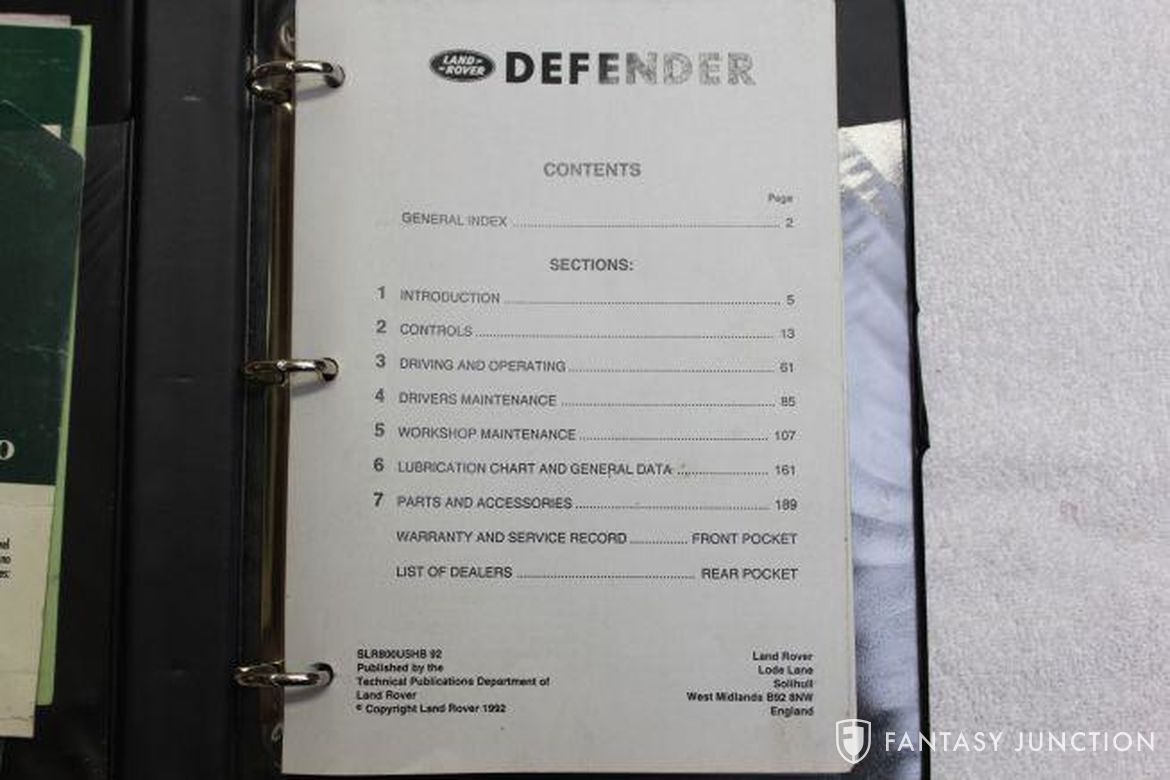 LAND-
-ROVER
DEFENDER
CONTENTS
Page
GENERAL INDEX ........ 2
SECTIONS:
1 INTRODUCTION ........ 5
2 CONTROLS ........ 13
3 DRIVING AND OPERATING ........ 61
4 DRIVERS MAINTENANCE ........ 85
5 WORKSHOP MAINTENANCE ........ 107
6 LUBRICATION CHART AND GENERAL DATA ........ 161
7 PARTS AND ACCESSORIES ........ 189
WARRANTY AND SERVICE RECORD ........ FRONT POCKET
LIST OF DEALERS ........ REAR POCKET
SLR800USHB 92
Published by the
Technical Publications Department of
Land Rover
© Copyright Land Rover 1992
Land Rover
Lode Lane
Solihull
West Midlands B92 8NW
England
FANTASY JUNCTION